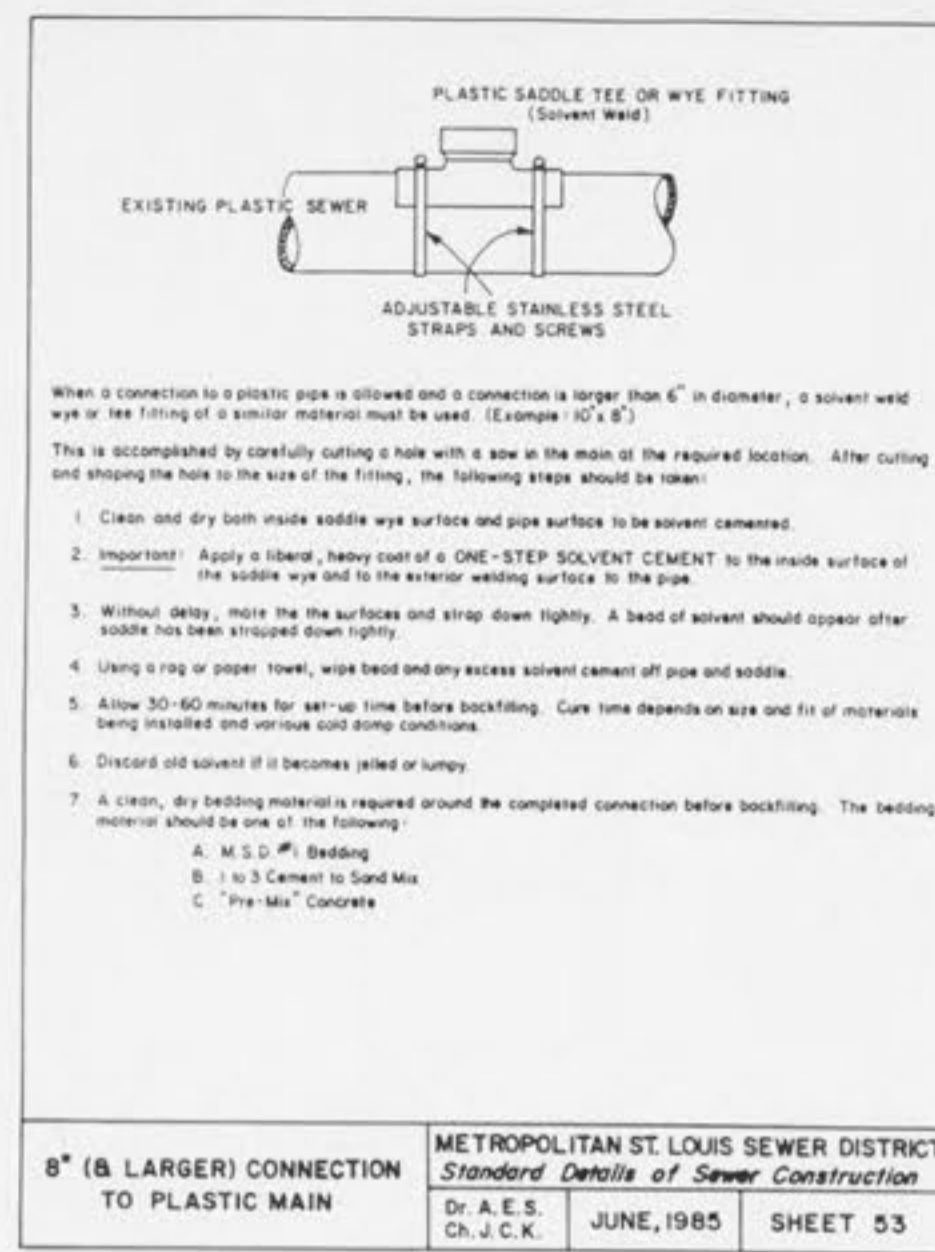 PLASTIC SADDLE TEE OR WYE FITTING
(Solvent Weld)
EXISTING PLASTIC SEWER
ADJUSTABLE STAINLESS STEEL
STRAPS AND SCREWS
When a connection to a plastic pipe is allowed and a connection is larger than 6" in diameter, a solvent weld
wye or tee fitting of a similar material must be used. (Example: 10" x 8")
This is accomplished by carefully cutting a hole with a saw in the main at the required location. After cutting
and shaping the hole to the size of the fitting, the following steps should be taken:
1. Clean and dry both inside saddle wye surface and pipe surface to be solvent cemented.
2. Important: Apply a liberal, heavy coat of a ONE-STEP SOLVENT CEMENT to the inside surface of
the saddle wye and to the exterior welding surface to the pipe.
3. Without delay, mate the the surfaces and strap down tightly. A bead of solvent should appear after
saddle has been strapped down tightly.
4. Using a rag or paper towel, wipe bead and any excess solvent cement off pipe and saddle.
5. Allow 30-60 minutes for set-up time before backfilling. Cure time depends on size and fit of materials
being installed and various cold damp conditions.
6. Discard old solvent if it becomes jelled or lumpy.
7. A clean, dry bedding material is required around the completed connection before backfilling. The bedding
material should be one of the following:
A. M.S.D. #1 Bedding
B. 1 to 3 Cement to Sand Mix
C. "Pre-Mix" Concrete
8" (& LARGER) CONNECTION
TO PLASTIC MAIN
METROPOLITAN ST. LOUIS SEWER DISTRICT
Standard Details of Sewer Construction
Dr. A.E.S.
Ch. J.C.K.
JUNE, 1985
SHEET 53